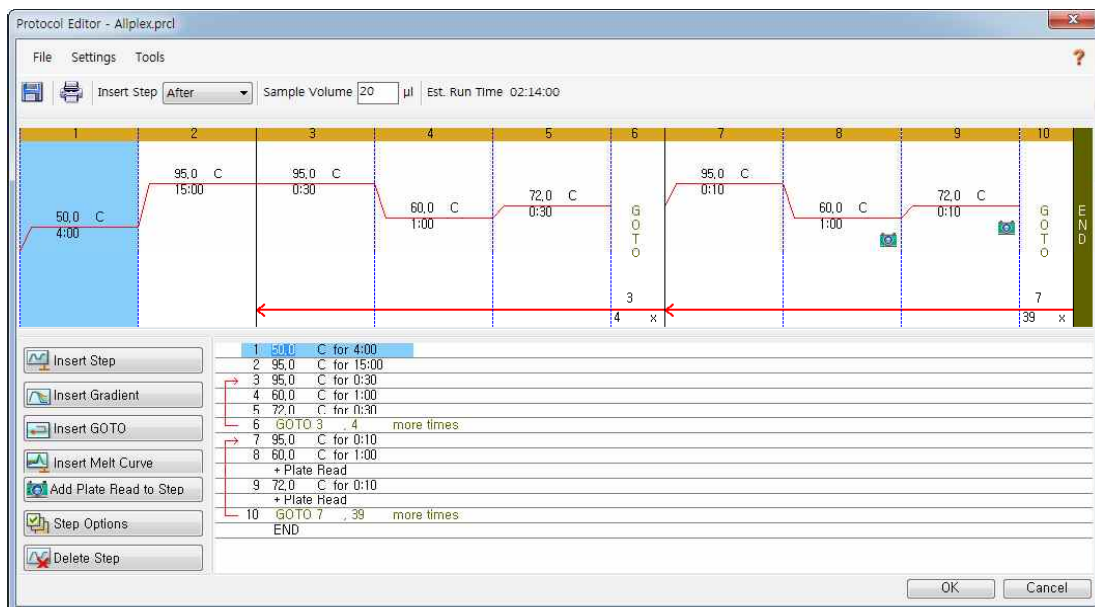 Protocol Editor - Allplex.prcl
File Settings Tools
?
Insert Step After Sample Volume 20 µl Est. Run Time 02:14:00
1 2 3 4 5 6 7 8 9 10
50,0 C
4:00
95,0 C
15:00
95,0 C
0:30
60,0 C
1:00
72,0 C
0:30
GOTO
3
4 x
95,0 C
0:10
60,0 C
1:00
72,0 C
0:10
GOTO
7
39 x
END
Insert Step
Insert Gradient
Insert GOTO
Insert Melt Curve
Add Plate Read to Step
Step Options
Delete Step
1 50,0 C for 4:00
2 95,0 C for 15:00
3 95,0 C for 0:30
4 60,0 C for 1:00
5 72,0 C for 0:30
6 GOTO 3 , 4 more times
7 95,0 C for 0:10
8 60,0 C for 1:00
+ Plate Read
9 72,0 C for 0:10
+ Plate Read
10 GOTO 7 , 39 more times
END
OK Cancel